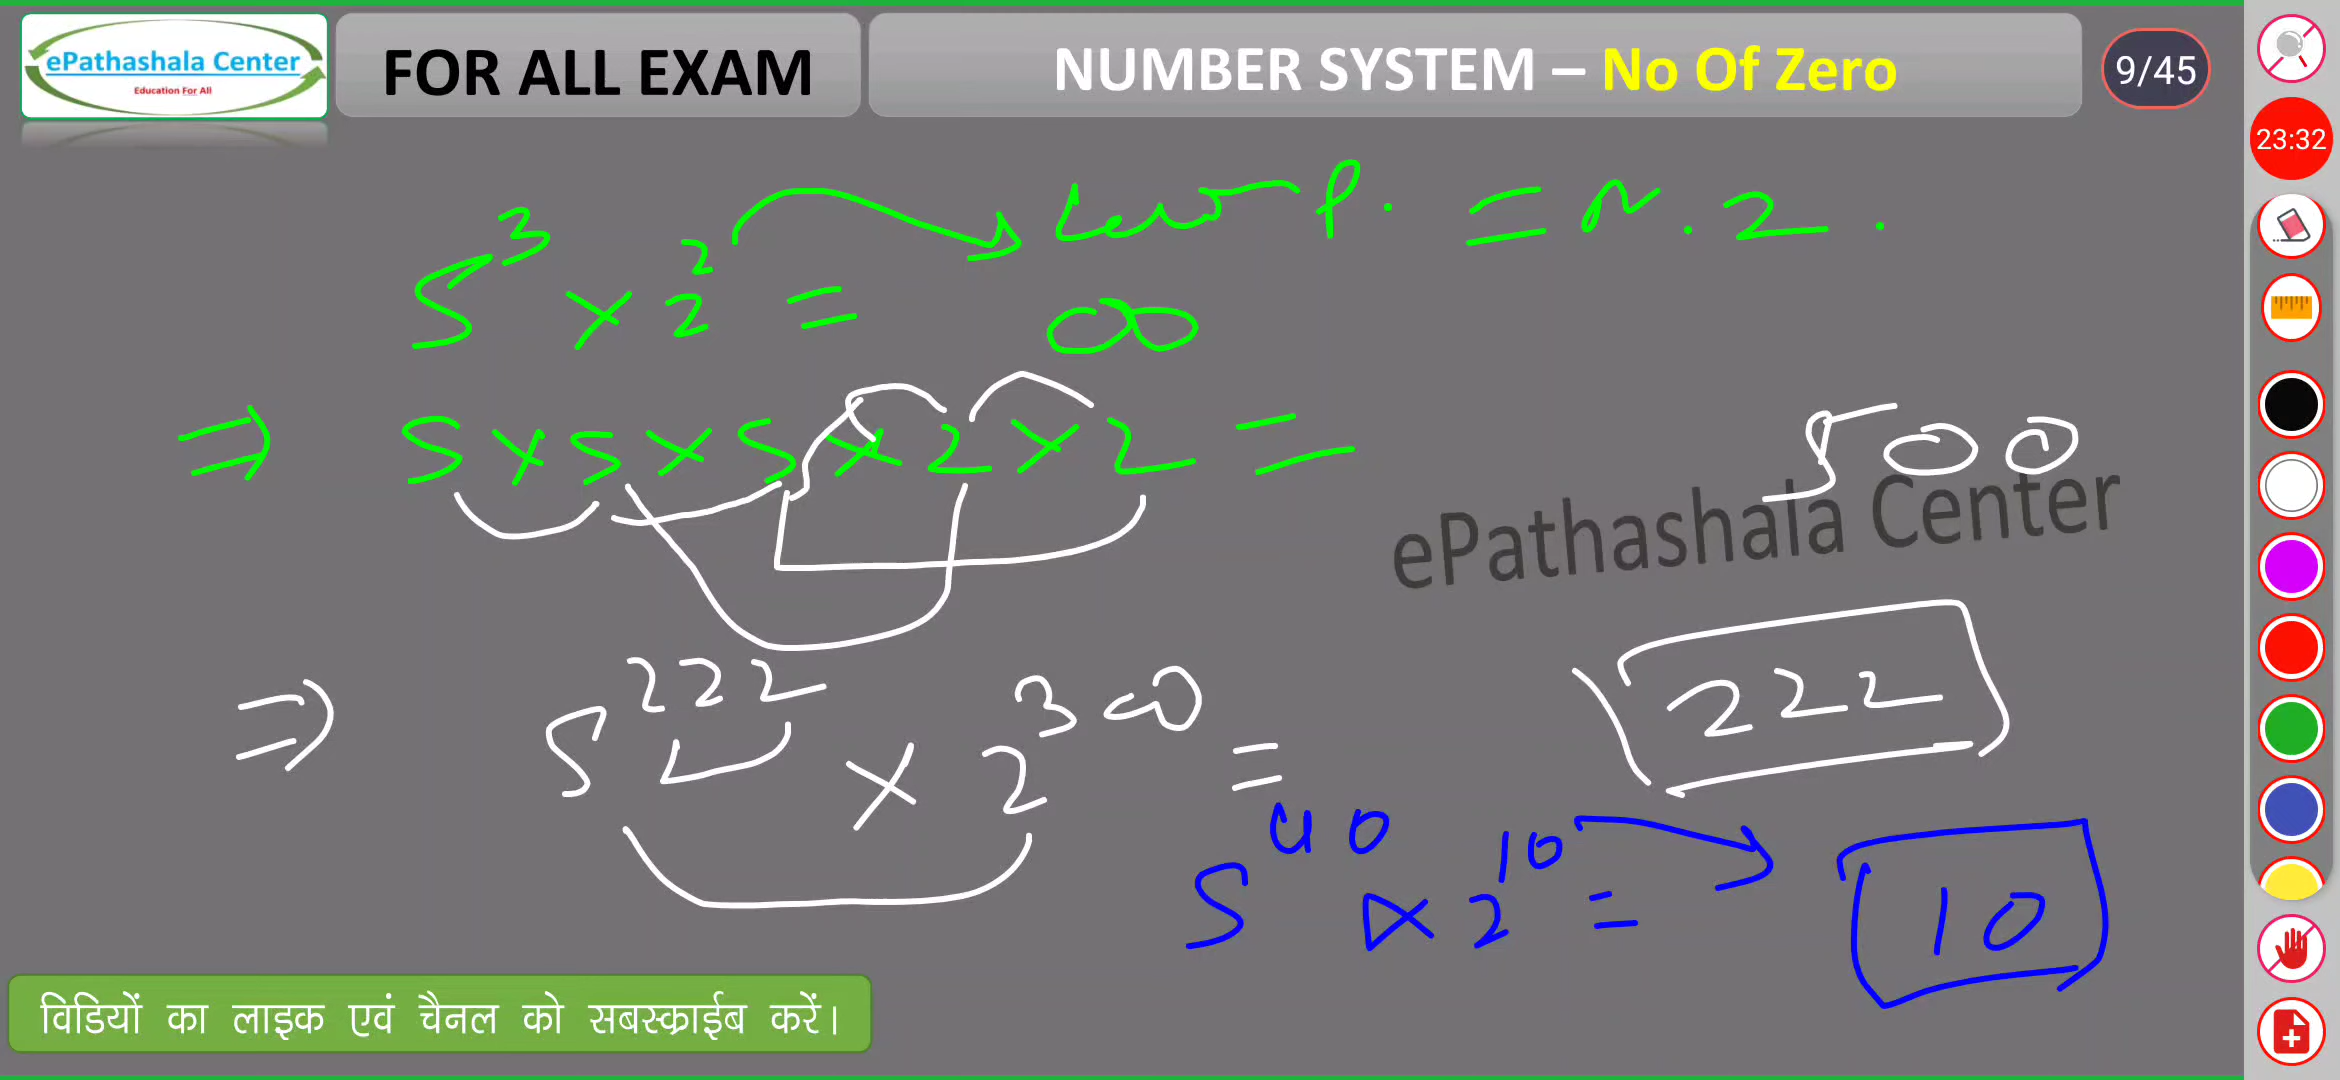 ePathashala Center
Education For All
FOR ALL EXAM
NUMBER SYSTEM – No Of Zero
9/45
23:32
5³ × 2² = 00
= N . 2 .
⇒ 5 × 5 × 5 × 2 × 2 =
500
ePathashala Center
⇒ 5²²² × 2³⁰⁰ =
222
5⁴⁰ × 2¹⁰ = 10
विडियों का लाइक एवं चैनल को सबस्क्राईब करें।